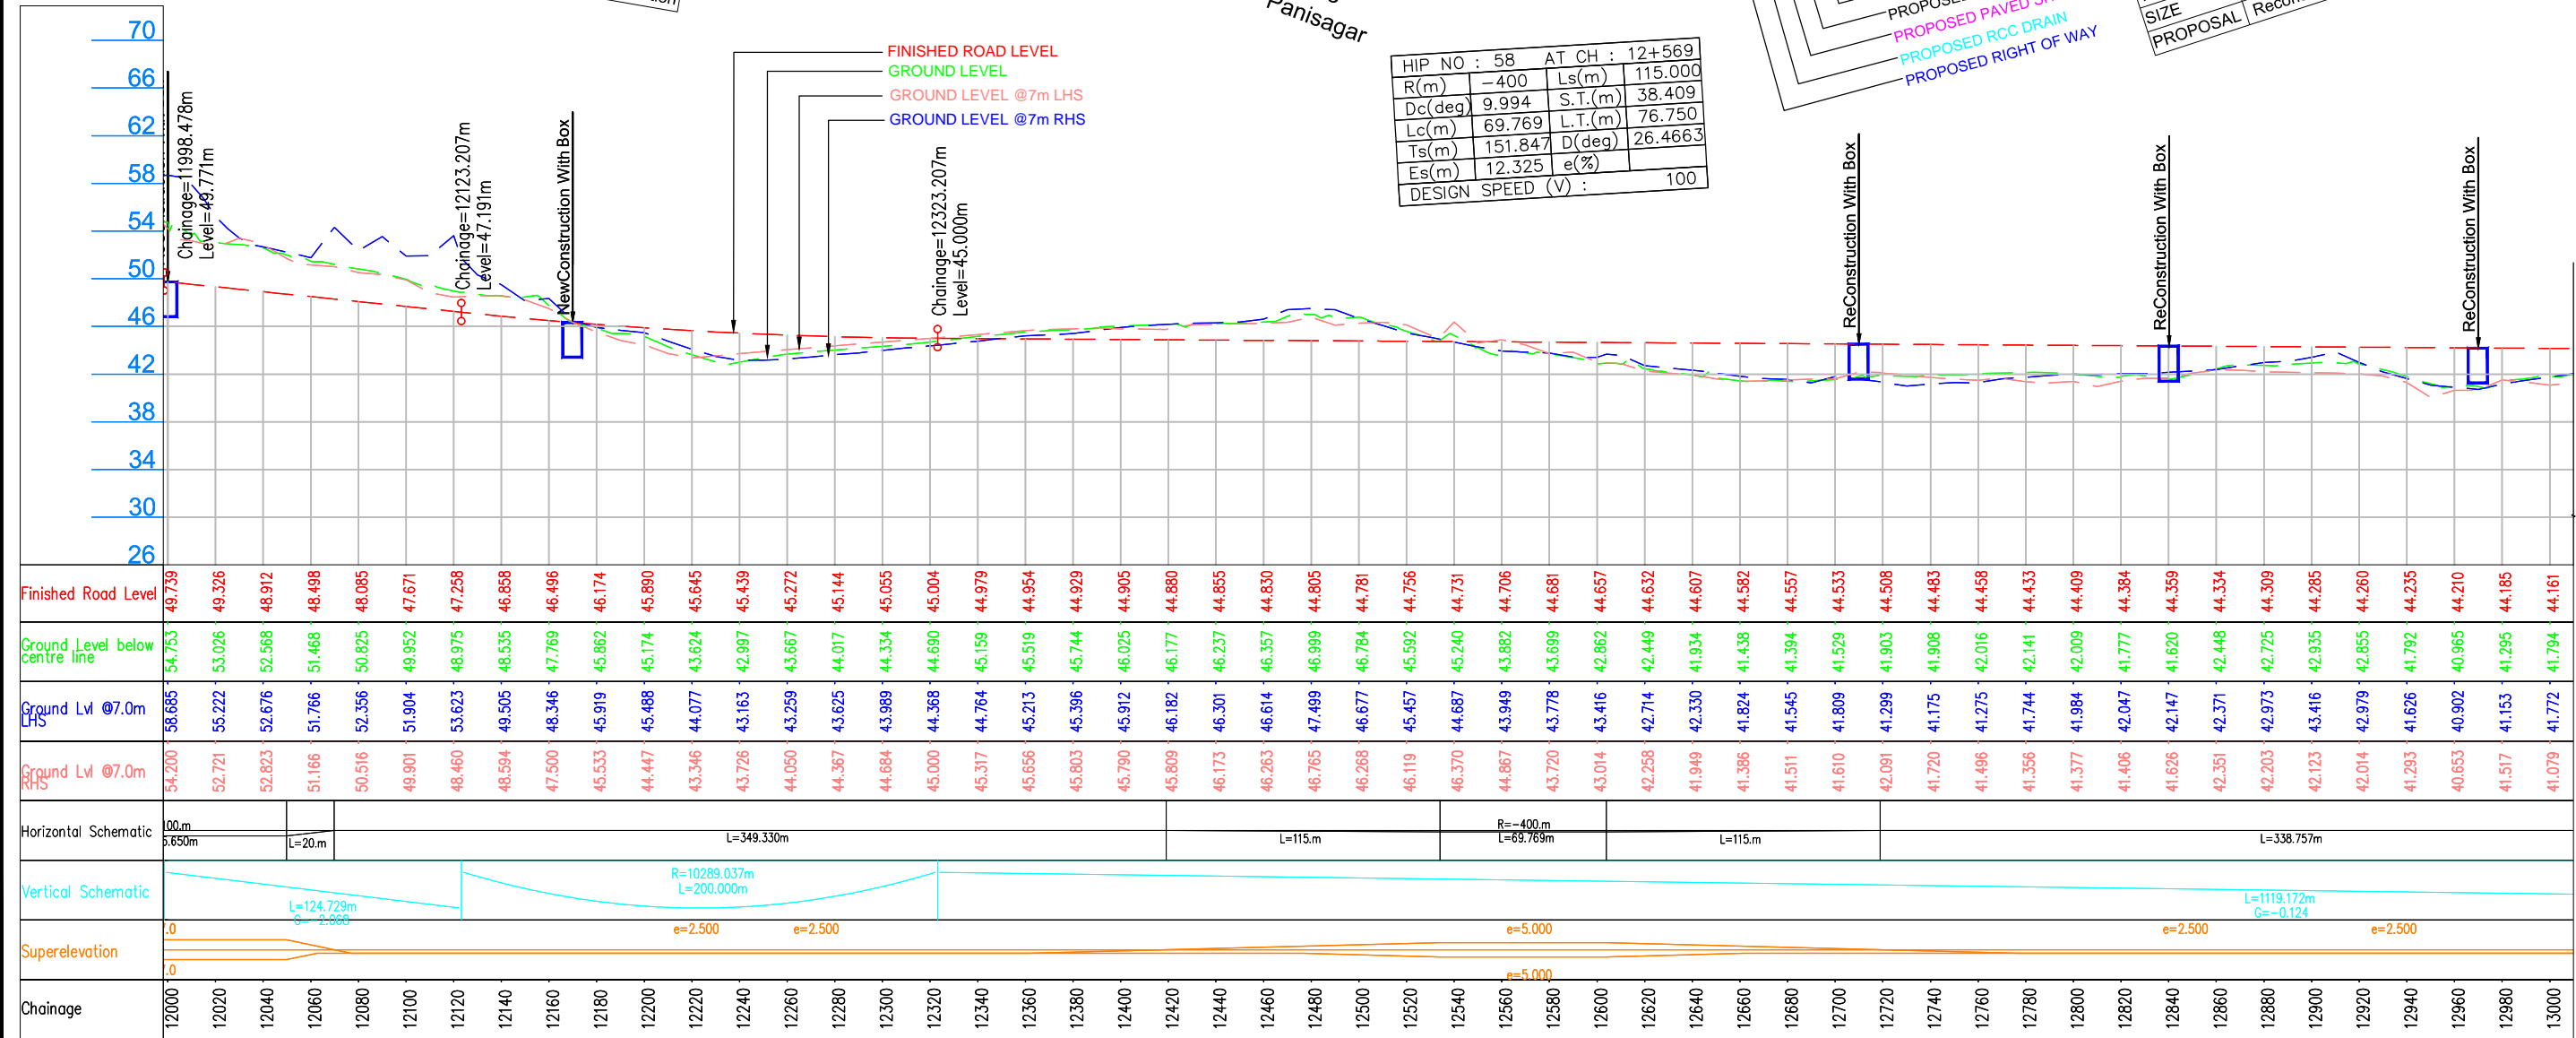 Panisagar
PROPOSED PAVED
PROPOSED RCC DRAIN
PROPOSED RIGHT OF WAY
SIZE
PROPOSAL
HIP NO : 58 AT CH : 12+569
R(m) -400 Ls(m) 115.000
Dc(deg) 9.994 S.T.(m) 38.409
Lc(m) 69.769 L.T.(m) 76.750
Ts(m) 151.847 D(deg) 26.4663
Es(m) 12.325 e(%)
DESIGN SPEED (V) : 100
FINISHED ROAD LEVEL
GROUND LEVEL
GROUND LEVEL @7m LHS
GROUND LEVEL @7m RHS
70
66
62
58
54
50
46
42
38
34
30
26
Chainage=11998.478m
Level=49.771m
Chainage=12123.207m
Level=47.191m
NewConstruction With Box
Chainage=12323.207m
Level=45.000m
ReConstruction With Box
ReConstruction With Box
ReConstruction With Box
Finished Road Level 49.739 49.326 48.912 48.498 48.085 47.671 47.258 46.858 46.496 46.174 45.890 45.645 45.439 45.272 45.144 45.055 45.004 44.979 44.954 44.929 44.905 44.880 44.855 44.830 44.805 44.781 44.756 44.731 44.706 44.681 44.657 44.632 44.607 44.582 44.557 44.533 44.508 44.483 44.458 44.433 44.409 44.384 44.359 44.334 44.309 44.285 44.260 44.235 44.210 44.185 44.161
Ground Level below
centre line 54.753 53.026 52.568 51.468 50.825 49.952 48.975 48.535 47.769 45.862 45.174 43.624 42.997 43.667 44.017 44.334 44.690 45.159 45.519 45.744 46.025 46.177 46.237 46.357 46.999 46.784 45.592 45.240 43.882 43.699 42.862 42.449 41.934 41.438 41.394 41.529 41.903 41.908 42.016 42.141 42.009 41.777 41.620 42.448 42.725 42.935 42.855 41.792 40.965 41.295 41.794
Ground Lvl @7.0m
LHS 58.685 55.222 52.676 51.766 52.356 51.904 53.623 49.505 48.346 45.919 45.488 44.077 43.163 43.259 43.625 43.989 44.368 44.764 45.213 45.396 45.912 46.182 46.301 46.614 47.499 46.677 45.457 44.687 43.949 43.778 43.416 42.714 42.330 41.824 41.545 41.809 41.299 41.175 41.275 41.744 41.984 42.047 42.147 42.371 42.973 43.416 42.979 41.626 40.902 41.153 41.772
Ground Lvl @7.0m
RHS 54.200 52.721 52.823 51.166 50.516 49.901 48.460 48.594 47.500 45.533 44.447 43.346 43.726 44.050 44.367 44.684 45.000 45.317 45.656 45.803 45.790 45.809 46.173 46.263 46.765 46.268 46.119 46.370 44.867 43.720 43.014 42.258 41.949 41.386 41.511 41.610 42.091 41.720 41.496 41.356 41.377 41.406 41.626 42.351 42.203 42.123 42.014 41.293 40.653 41.517 41.079
Horizontal Schematic
L=20.m L=349.330m L=115.m
R=-400.m
L=69.769m L=115.m L=338.757m
Vertical Schematic
L=124.729m
G=-2.068
R=10289.037m
L=200.000m
L=1119.172m
G=-0.124
Superelevation
e=2.500 e=2.500 e=5.000 e=2.500 e=2.500
e=5.000
Chainage 12000 12020 12040 12060 12080 12100 12120 12140 12160 12180 12200 12220 12240 12260 12280 12300 12320 12340 12360 12380 12400 12420 12440 12460 12480 12500 12520 12540 12560 12580 12600 12620 12640 12660 12680 12700 12720 12740 12760 12780 12800 12820 12840 12860 12880 12900 12920 12940 12960 12980 13000